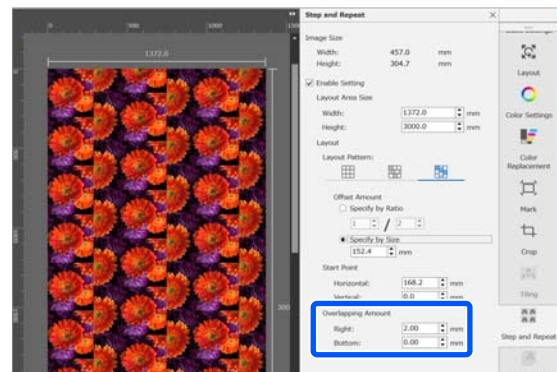 Step and Repeat
0 500 1000 150
1372.0
Image Size
Width: 457.0 mm
Height: 304.7 mm
Enable Setting
Layout Area Size
Width: 1372.0 mm
Height: 3000.0 mm
Layout
Layout Pattern:
Offset Amount
Specify by Ratio
1 / 2
Specify by Size
152.4 mm
Start Point
Horizontal: 168.2 mm
Vertical: 0.0 mm
Overlapping Amount
Right: 2.00 mm
Bottom: 0.00 mm
300
Layout
Color Settings
Color
Replacement
Mark
Crop
Tiling
Step and Repeat